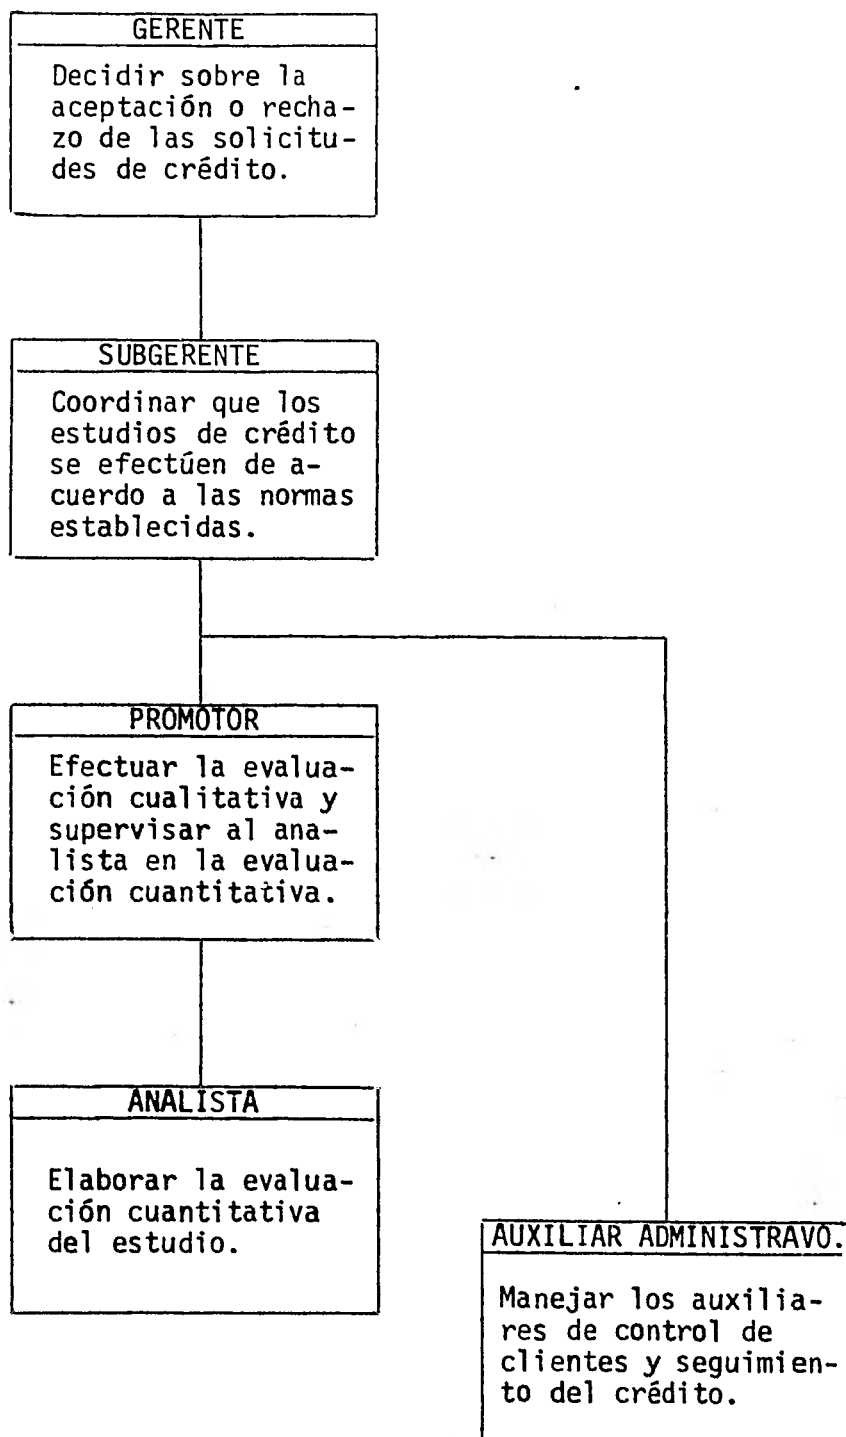 GERENTE
Decidir sobre la
aceptación o recha-
zo de las solicitu-
des de crédito.
SUBGERENTE
Coordinar que los
estudios de crédito
se efectúen de a-
cuerdo a las normas
establecidas.
PROMOTOR
Efectuar la evalua-
ción cualitativa y
supervisar al ana-
lista en la evalua-
ción cuantitativa.
ANALISTA
Elaborar la evalua-
ción cuantitativa
del estudio.
AUXILIAR ADMINISTRAVO.
Manejar los auxilia-
res de control de
clientes y seguimien-
to del crédito.